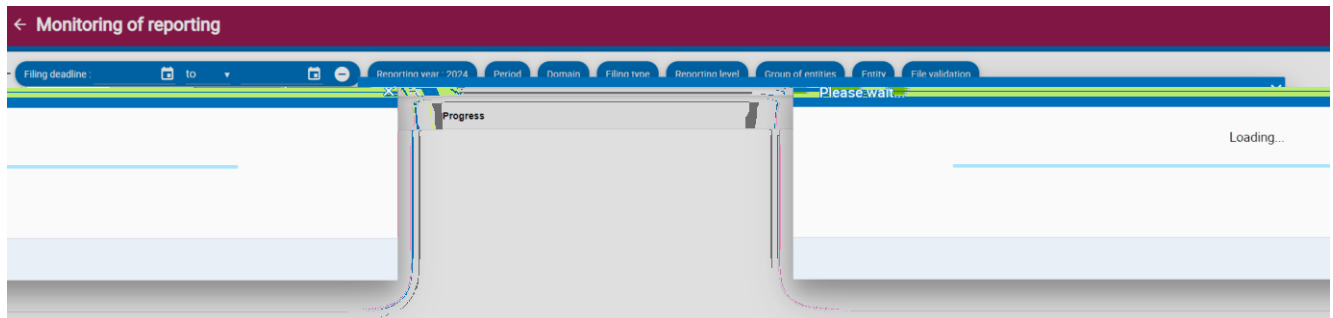 ← Monitoring of reporting
Filing deadline : to Reporting year : 2024 Period Domain Filing type Reporting level Group of entities Entity File validation
Please wait...
Progress
Loading...